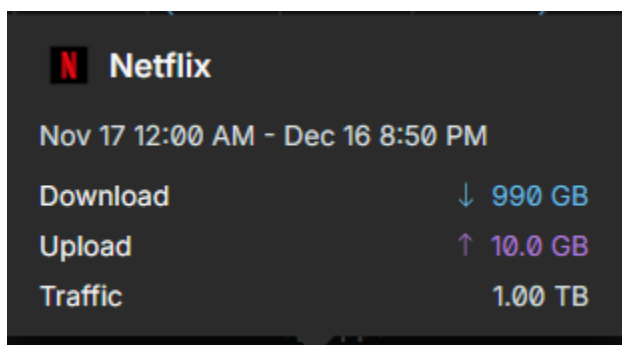 N Netflix
Nov 17 12:00 AM - Dec 16 8:50 PM
Download ↓ 990 GB
Upload ↑ 10.0 GB
Traffic 1.00 TB